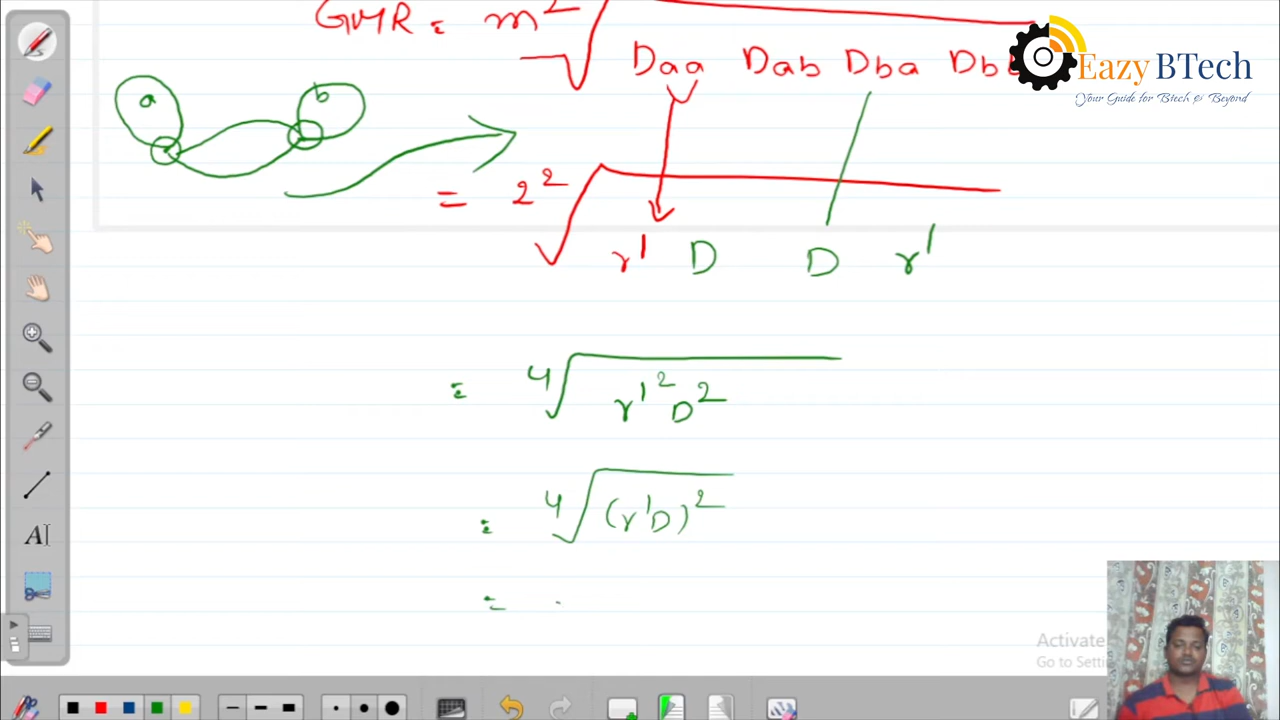 GMR = m² √
Eazy BTech
Daa Dab Dba
Your Guide for Btech & Beyond
a b
= 2² √ r' D D r'
= ⁴√ r'² D²
= ⁴√ (r'D)²
=
A
Activate
Go to Setti